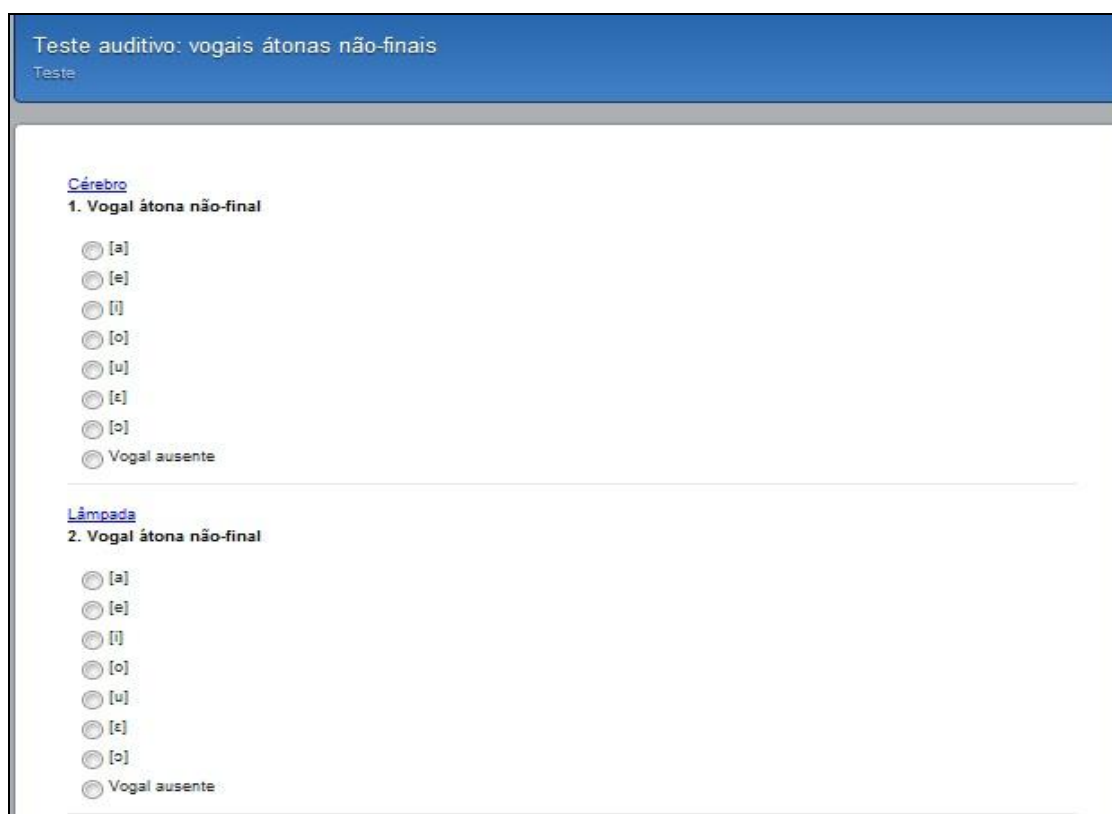 Teste auditivo: vogais átonas não-finais
Teste
Cérebro
1. Vogal átona não-final
[a]
[e]
[i]
[o]
[u]
[ɛ]
[ɔ]
Vogal ausente
Lâmpada
2. Vogal átona não-final
[a]
[e]
[i]
[o]
[u]
[ɛ]
[ɔ]
Vogal ausente